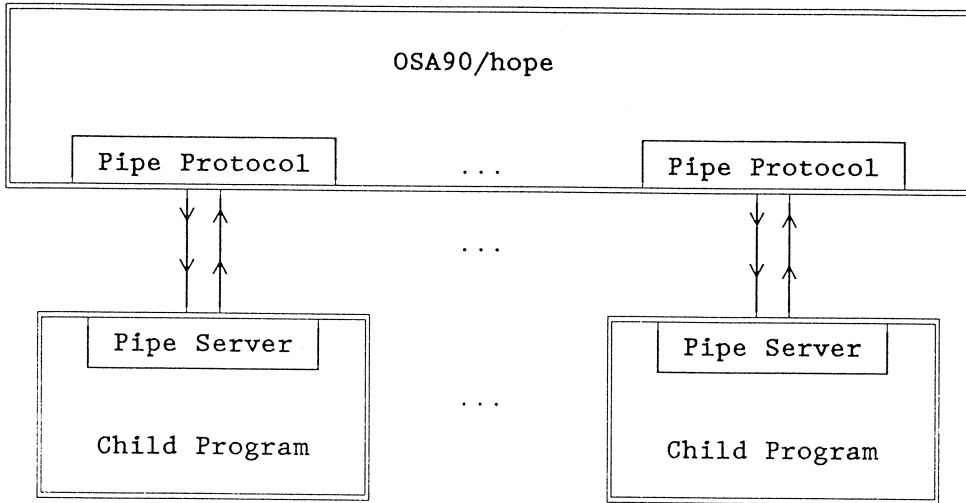 OSA90/hope
Pipe Protocol ... Pipe Protocol
...
Pipe Server Pipe Server
...
Child Program Child Program